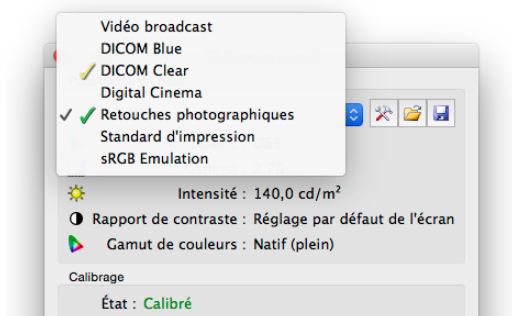 Vidéo broadcast
DICOM Blue
DICOM Clear
Digital Cinema
Retouches photographiques
Standard d'impression
sRGB Emulation
Intensité : 140,0 cd/m²
Rapport de contraste : Réglage par défaut de l'écran
Gamut de couleurs : Natif (plein)
Calibrage
État : Calibré